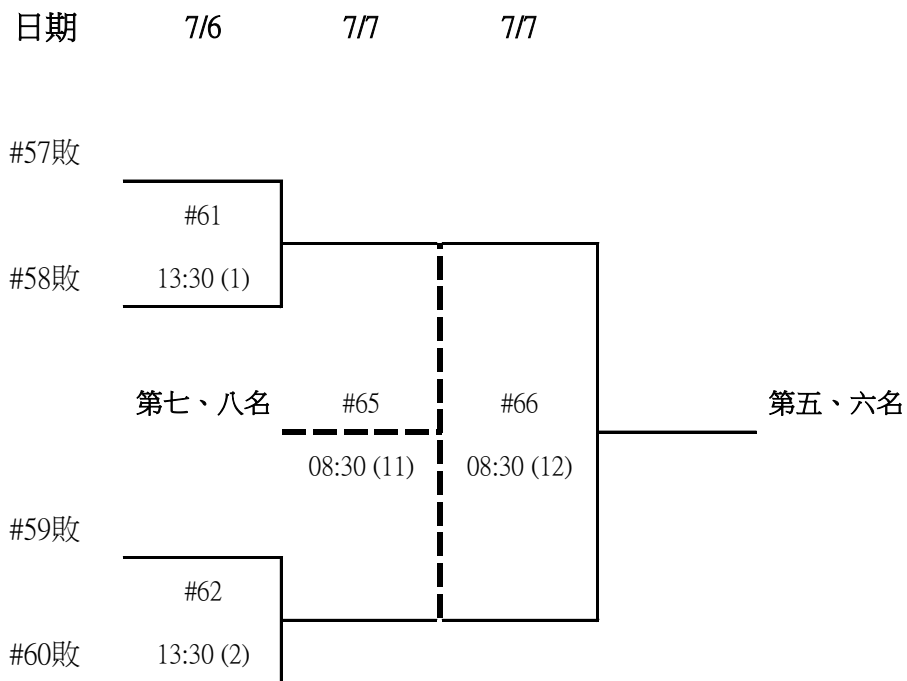 日期 7/6 7/7 7/7
#57敗
#61
#58敗 13:30 (1)
第七、八名 #65 #66 第五、六名
08:30 (11) 08:30 (12)
#59敗
#62
#60敗 13:30 (2)